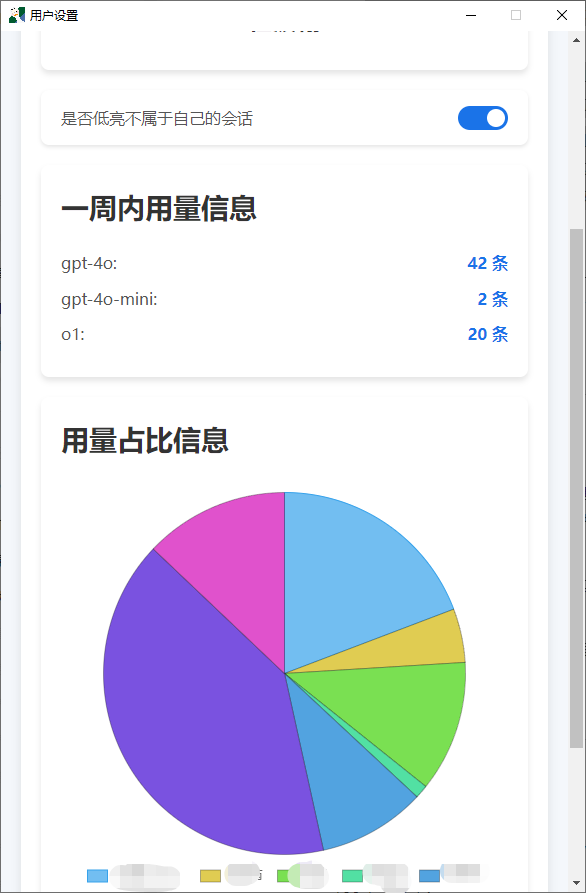 用户设置
是否低亮不属于自己的会话
一周内用量信息
gpt-4o: 42 条
gpt-4o-mini: 2 条
o1: 20 条
用量占比信息